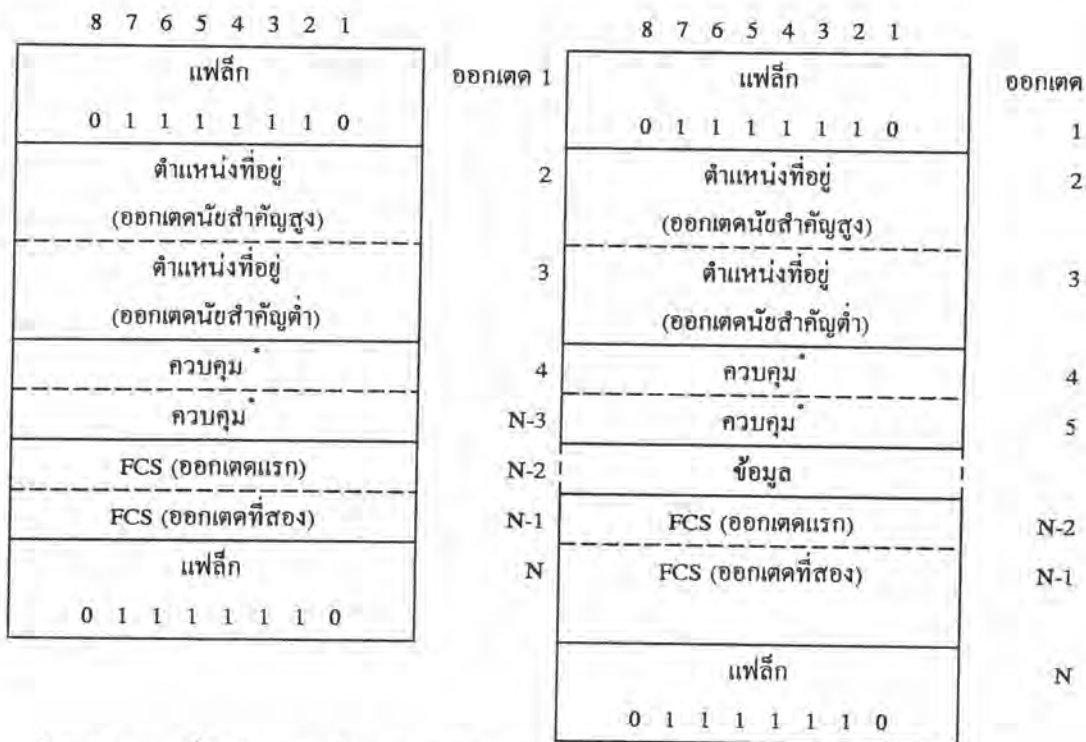 8 7 6 5 4 3 2 1
แฟล็ก
ออกเตด 1
0 1 1 1 1 1 1 0
ตำแหน่งที่อยู่
2
(ออกเตดนัยสำคัญสูง)
ตำแหน่งที่อยู่
3
(ออกเตดนัยสำคัญต่ำ)
ควบคุม*
4
ควบคุม*
N-3
FCS (ออกเตดแรก)
N-2
FCS (ออกเตดที่สอง)
N-1
แฟล็ก
N
0 1 1 1 1 1 1 0
8 7 6 5 4 3 2 1
แฟล็ก
ออกเตด
0 1 1 1 1 1 1 0
1
ตำแหน่งที่อยู่
2
(ออกเตดนัยสำคัญสูง)
ตำแหน่งที่อยู่
3
(ออกเตดนัยสำคัญต่ำ)
ควบคุม*
4
ควบคุม*
5
ข้อมูล
FCS (ออกเตดแรก)
N-2
FCS (ออกเตดที่สอง)
N-1
แฟล็ก
N
0 1 1 1 1 1 1 0